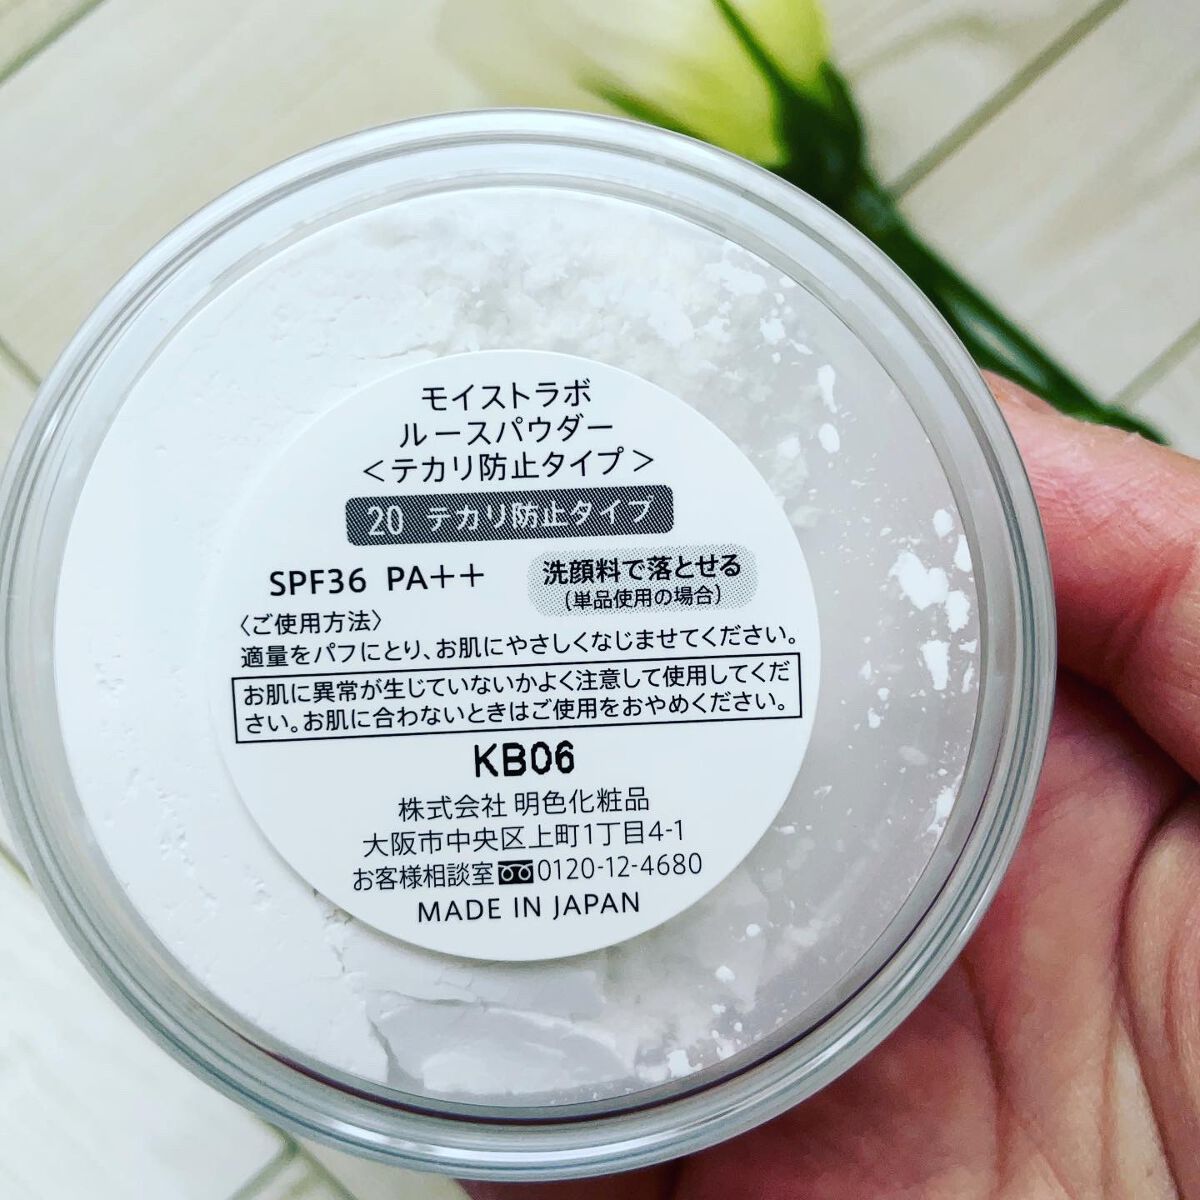 モイストラボ
ルースパウダー
＜テカリ防止タイプ＞
20 テカリ防止タイプ
SPF36 PA++
洗顔料で落とせる
（単品使用の場合）
〈ご使用方法〉
適量をパフにとり、お肌にやさしくなじませてください。
お肌に異常が生じていないかよく注意して使用してくだ
さい。お肌に合わないときはご使用をおやめください。
KB06
株式会社 明色化粧品
大阪市中央区上町1丁目4-1
お客様相談室 0120-12-4680
MADE IN JAPAN